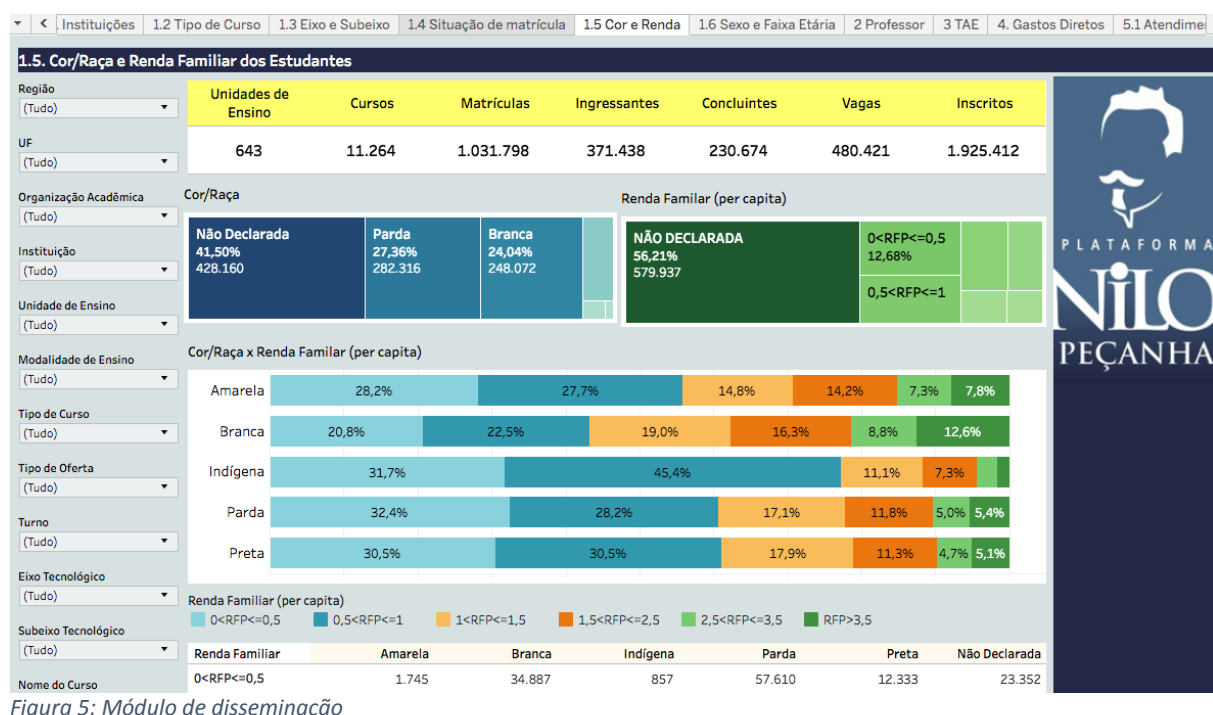 . Instituições 1.2 Tipo de Curso 1.3 Eixo e Subeixo 1.4 Situação de matrícula 1.5 Cor e Renda 1.6 Sexo e Faixa Etária 2 Professor 3 TAE 4. Gastos Diretos 5.1 Atendime
1.5. Cor/Raça e Renda Familiar dos Estudantes
Região
(Tudo)
UF
(Tudo)
Organização Acadêmica
(Tudo)
Instituição
(Tudo)
Unidade de Ensino
(Tudo)
Modalidade de Ensino
(Tudo)
Tipo de Curso
(Tudo)
Tipo de Oferta
(Tudo)
Turno
(Tudo)
Eixo Tecnológico
(Tudo)
Subeixo Tecnológico
(Tudo)
Nome do Curso
Unidades de Ensino Cursos Matrículas Ingressantes Concluintes Vagas Inscritos
643 11.264 1.031.798 371.438 230.674 480.421 1.925.412
Cor/Raça
Não Declarada
41,50%
428.160
Parda
27,36%
282.316
Branca
24,04%
248.072
Renda Familar (per capita)
NÃO DECLARADA
56,21%
579.937
0<RFP<=0,5
12,68%
0,5<RFP<=1
Cor/Raça x Renda Famílar (per capita)
Amarela 28,2% 27,7% 14,8% 14,2% 7,3% 7,8%
Branca 20,8% 22,5% 19,0% 16,3% 8,8% 12,6%
Indígena 31,7% 45,4% 11,1% 7,3%
Parda 32,4% 28,2% 17,1% 11,8% 5,0% 5,4%
Preta 30,5% 30,5% 17,9% 11,3% 4,7% 5,1%
Renda Familiar (per capita)
0<RFP<=0,5 0,5<RFP<=1 1<RFP<=1,5 1,5<RFP<=2,5 2,5<RFP<=3,5 RFP>3,5
Renda Familiar Amarela Branca Indígena Parda Preta Não Declarada
0<RFP<=0,5 1.745 34.887 857 57.610 12.333 23.352
PLATAFORMA
NILO
PEÇANHA
Figura 5: Módulo de disseminação